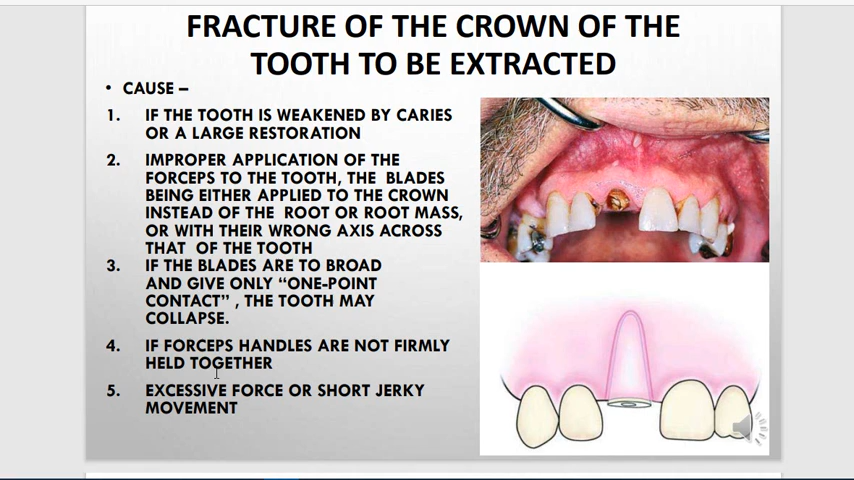 FRACTURE OF THE CROWN OF THE
TOOTH TO BE EXTRACTED
• CAUSE –
1. IF THE TOOTH IS WEAKENED BY CARIES
OR A LARGE RESTORATION
2. IMPROPER APPLICATION OF THE
FORCEPS TO THE TOOTH, THE BLADES
BEING EITHER APPLIED TO THE CROWN
INSTEAD OF THE ROOT OR ROOT MASS,
OR WITH THEIR WRONG AXIS ACROSS
THAT OF THE TOOTH
3. IF THE BLADES ARE TO BROAD
AND GIVE ONLY “ONE-POINT
CONTACT” , THE TOOTH MAY
COLLAPSE.
4. IF FORCEPS HANDLES ARE NOT FIRMLY
HELD TOGETHER
5. EXCESSIVE FORCE OR SHORT JERKY
MOVEMENT